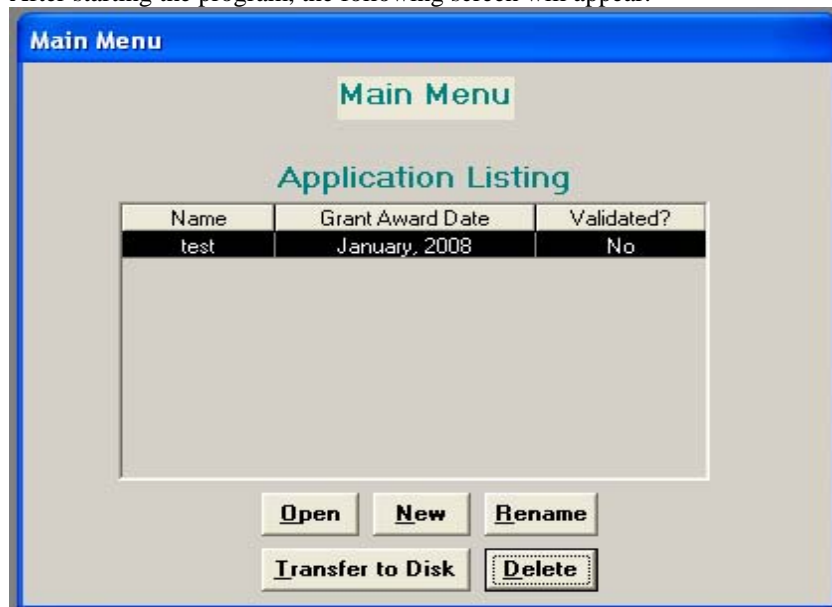 After starting the program, the following screen will appear:
Main Menu
Main Menu
Application Listing
Name Grant Award Date Validated?
test January, 2008 No
Open New Rename
Transfer to Disk Delete